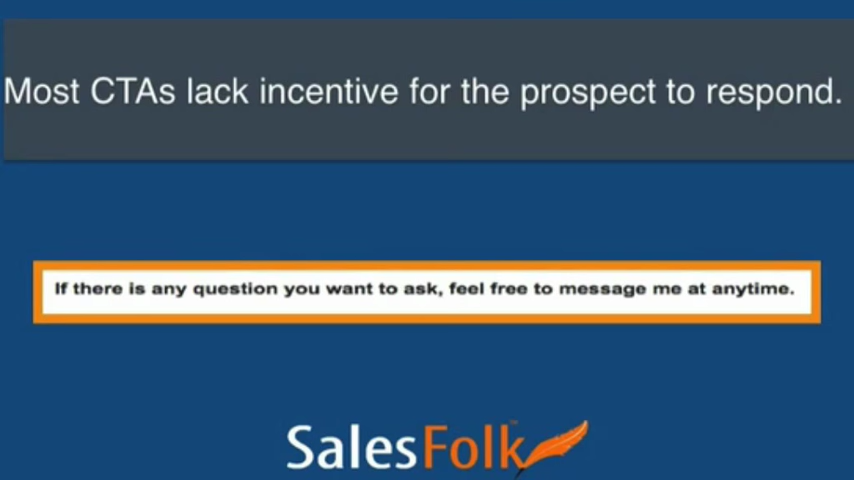 Most CTAs lack incentive for the prospect to respond.
If there is any question you want to ask, feel free to message me at anytime.
SalesFolk